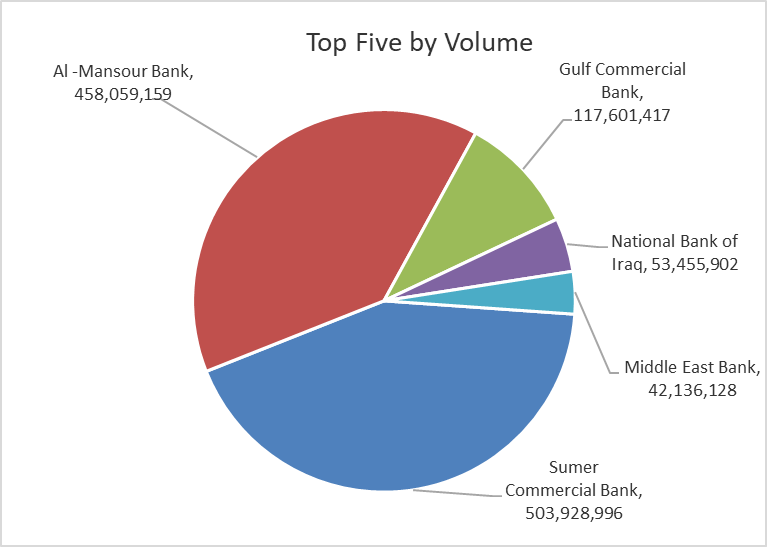 Top Five by Volume
Al -Mansour Bank,
458,059,159
Gulf Commercial
Bank,
117,601,417
National Bank of
Iraq, 53,455,902
Middle East Bank,
42,136,128
Sumer
Commercial Bank,
503,928,996